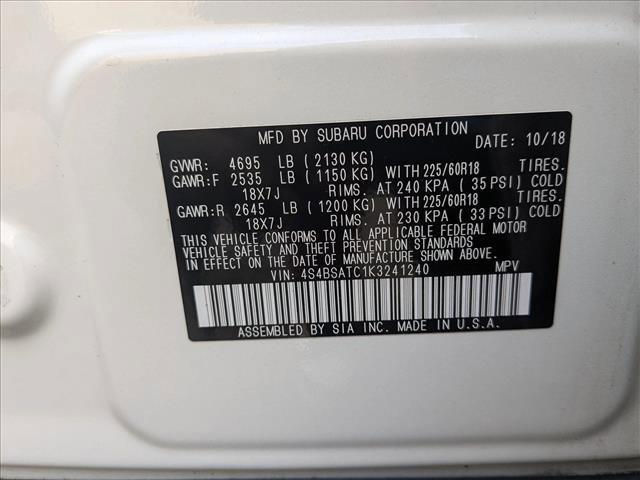 MFD BY SUBARU CORPORATION DATE: 10/18
GVWR: 4695 LB (2130 KG)
GAWR:F 2535 LB (1150 KG) WITH 225/60R18 TIRES.
18X7J RIMS. AT 240 KPA (35 PSI) COLD
GAWR:R 2645 LB (1200 KG) WITH 225/60R18 TIRES.
18X7J RIMS. AT 230 KPA (33 PSI) COLD
THIS VEHICLE CONFORMS TO ALL APPLICABLE FEDERAL MOTOR
VEHICLE SAFETY AND THEFT PREVENTION STANDARDS
IN EFFECT ON THE DATE OF MANUFACTURE SHOWN ABOVE.
VIN: 4S4BSATC1K3241240 MPV
ASSEMBLED BY SIA INC. MADE IN U.S.A.